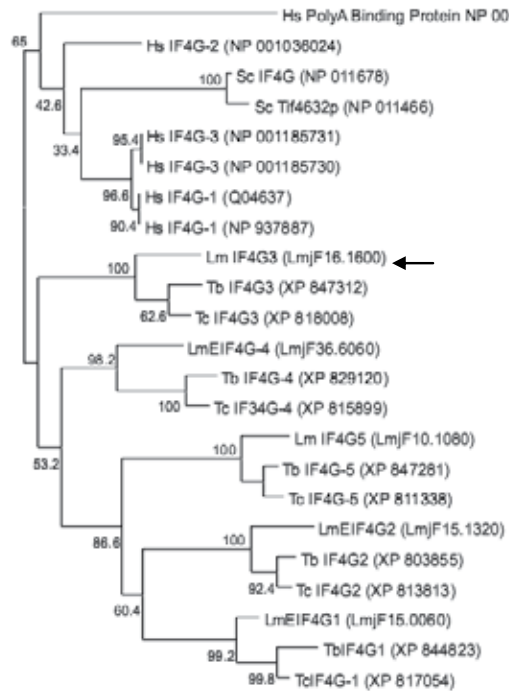 Hs PolyA Binding Protein NP 00
65
Hs IF4G-2 (NP 001036024)
Sc IF4G (NP 011678)
100
42.6
Sc Tif4632p (NP 011466)
33.4
95.4
Hs IF4G-3 (NP 001185731)
Hs IF4G-3 (NP 001185730)
96.6
Hs IF4G-1 (Q04637)
90.4
Hs IF4G-1 (NP 937887)
Lm IF4G3 (LmjF16.1600)
100
Tb IF4G3 (XP 847312)
62.6
Tc IF4G3 (XP 818008)
LmEIF4G-4 (LmjF36.6060)
98.2
Tb IF4G-4 (XP 829120)
100
Tc IF34G-4 (XP 815899)
Lm IF4G5 (LmjF10.1080)
100
53.2
Tb IF4G-5 (XP 847281)
Tc IF4G-5 (XP 811338)
LmEIF4G2 (LmjF15.1320)
86.6
100
Tb IF4G2 (XP 803855)
92.4
Tc IF4G2 (XP 813813)
60.4
LmEIF4G1 (LmjF15.0060)
99.2
TbIF4G1 (XP 844823)
99.8
TcIF4G-1 (XP 817054)